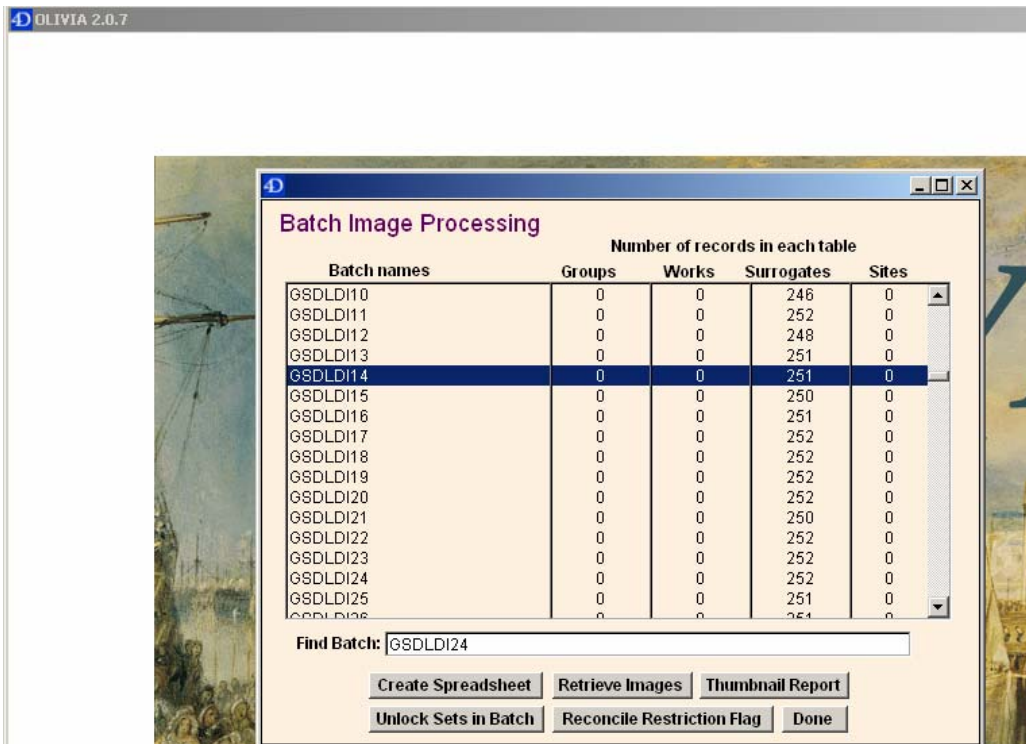 4D OLIVIA 2.0.7
4D
Batch Image Processing
Number of records in each table
Batch names Groups Works Surrogates Sites
GSDLDI10 0 0 246 0
GSDLDI11 0 0 252 0
GSDLDI12 0 0 248 0
GSDLDI13 0 0 251 0
GSDLDI14 0 0 251 0
GSDLDI15 0 0 250 0
GSDLDI16 0 0 251 0
GSDLDI17 0 0 252 0
GSDLDI18 0 0 252 0
GSDLDI19 0 0 252 0
GSDLDI20 0 0 252 0
GSDLDI21 0 0 250 0
GSDLDI22 0 0 252 0
GSDLDI23 0 0 252 0
GSDLDI24 0 0 252 0
GSDLDI25 0 0 251 0
Find Batch: GSDLDI24
Create Spreadsheet Retrieve Images Thumbnail Report
Unlock Sets in Batch Reconcile Restriction Flag Done